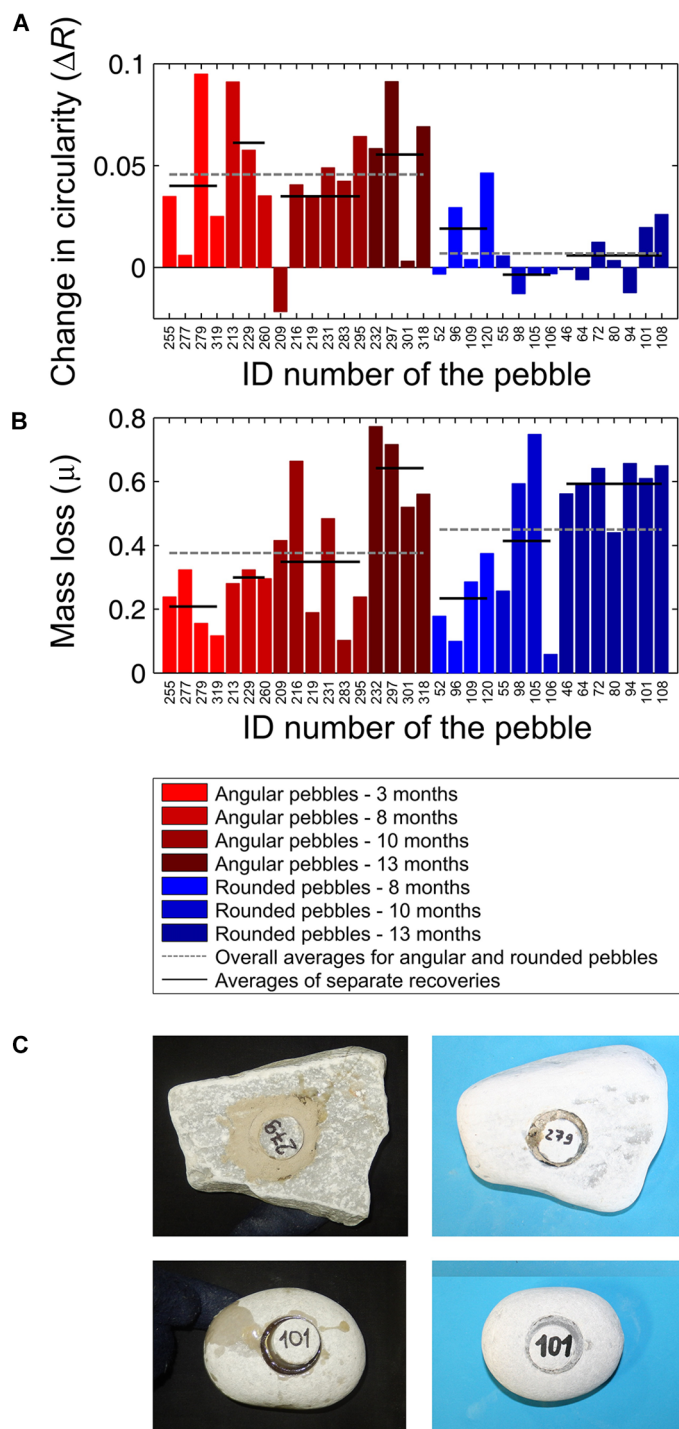 A
Change in circularity (ΔR)
0.1
0.05
0
255 277 279 319 213 229 260 209 216 219 231 283 295 232 297 301 318 52 96 109 120 55 98 105 106 46 64 72 80 94 101 108
ID number of the pebble
B
Mass loss (μ)
0.8
0.6
0.4
0.2
0
255 277 279 319 213 229 260 209 216 219 231 283 295 232 297 301 318 52 96 109 120 55 98 105 106 46 64 72 80 94 101 108
ID number of the pebble
Angular pebbles - 3 months
Angular pebbles - 8 months
Angular pebbles - 10 months
Angular pebbles - 13 months
Rounded pebbles - 8 months
Rounded pebbles - 10 months
Rounded pebbles - 13 months
Overall averages for angular and rounded pebbles
Averages of separate recoveries
C
279
279
101
101